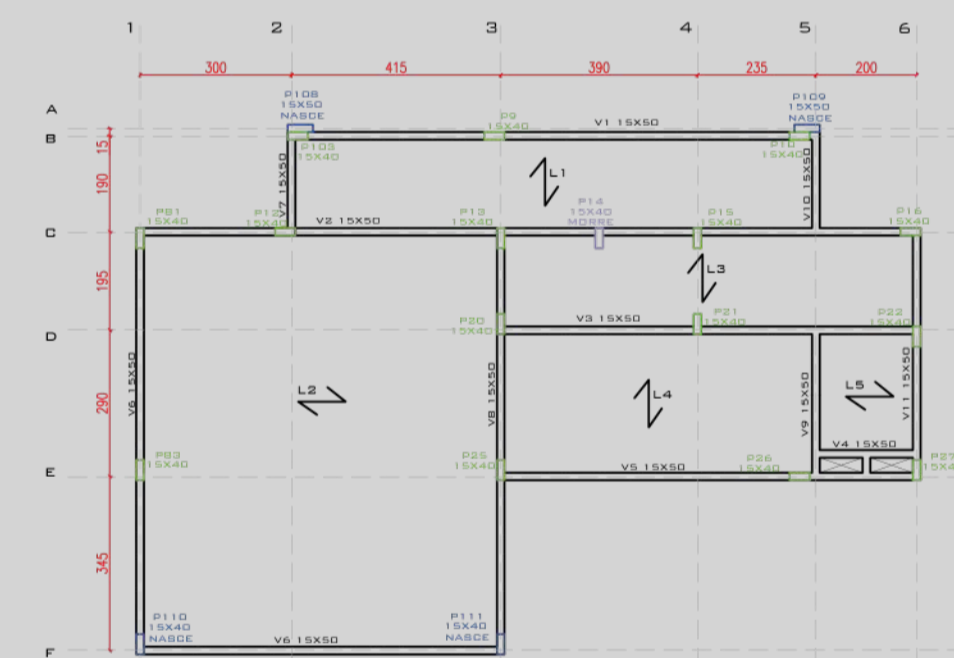 1 2 3 4 5 6
300 415 390 235 200
A
B
C
D
E
F
15
190
195
290
345
P108
15X50
NASCE
P9
15X40
V1 15X50
P109
15X50
NASCE
P103
15X40
P10
15X40
V7 15X50
L1
V10 15X50
P81
15X40
P12
15X40
V2 15X50
P13
15X40
P14
15X40
MORRE
P15
15X40
P16
15X40
L3
P20
15X40
V3 15X50
P21
15X40
P22
15X40
V6 15X50
L2
V8 15X50
L4
V9 15X50
L5
V11 15X50
V4 15X50
P83
15X40
P25
15X40
V5 15X50
P26
15X40
P27
15X4
P110
15X40
NASCE
V6 15X50
P111
15X40
NASCE